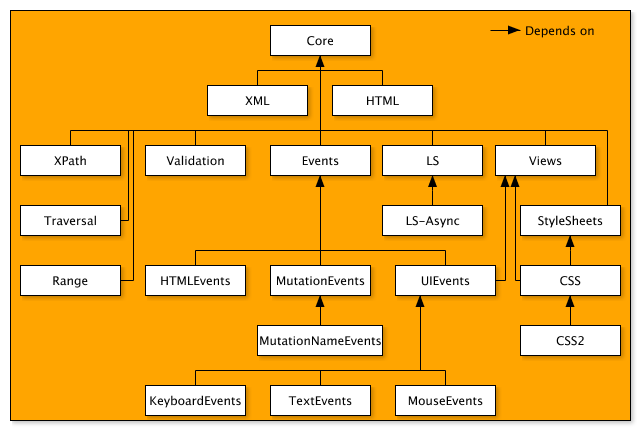 Core
Depends on
XML
HTML
XPath
Validation
Events
LS
Views
Traversal
LS-Async
StyleSheets
Range
HTMLEvents
MutationEvents
UIEvents
CSS
MutationNameEvents
CSS2
KeyboardEvents
TextEvents
MouseEvents